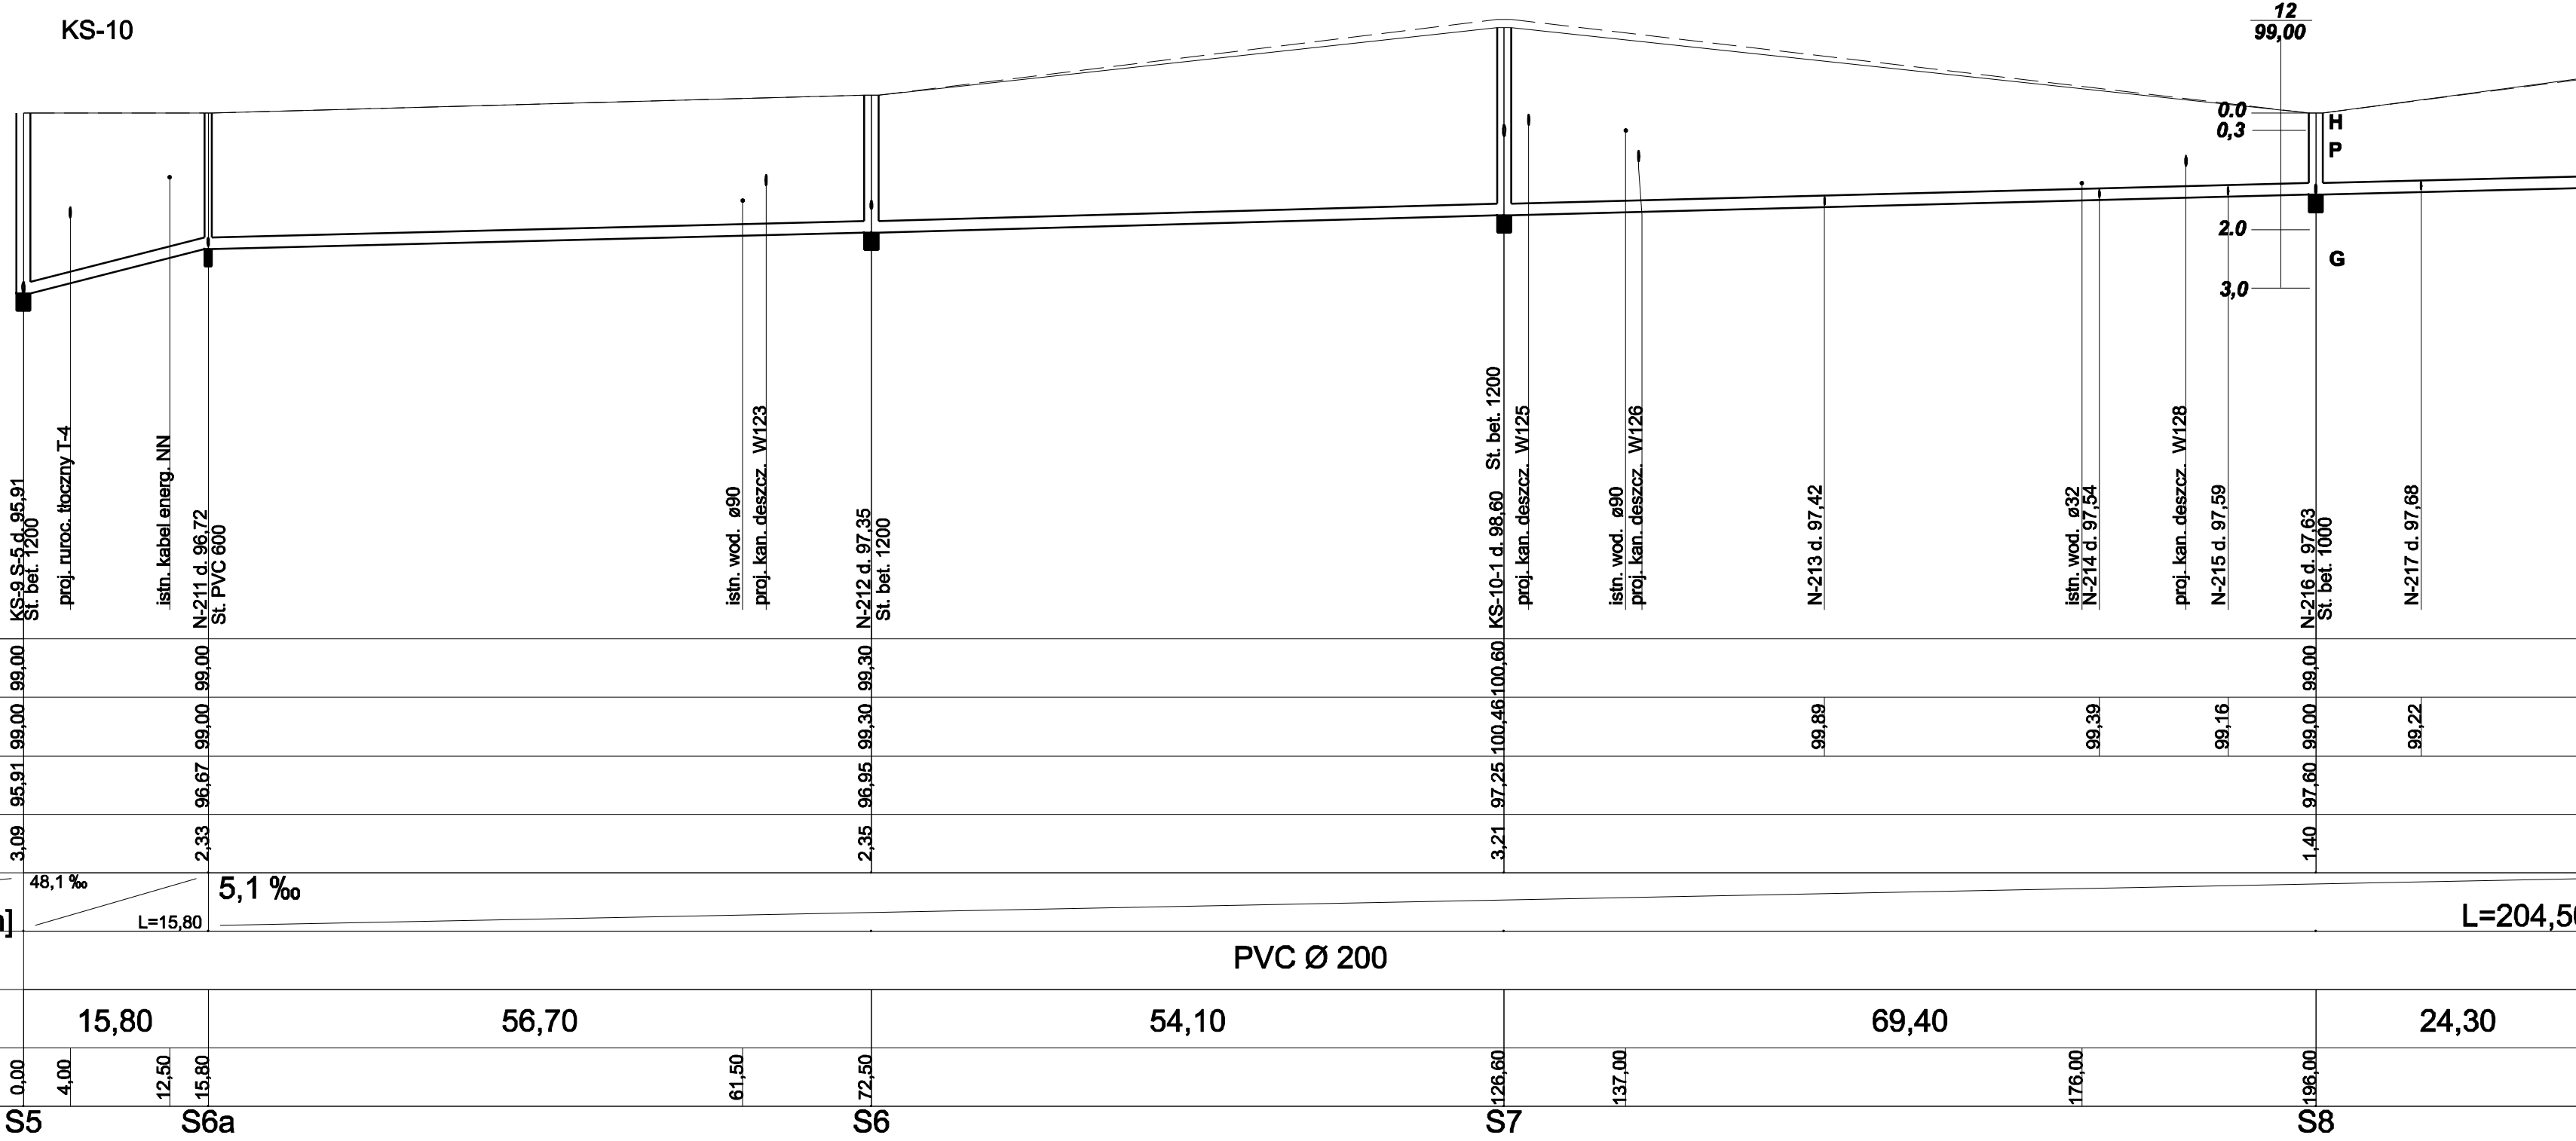 KS-10
12
99,00
0.0
0,3
2.0
3,0
H
P
G
KS-9 S-5 d. 95,91
St. bet. 1200
proj. ruroc. tłoczny T-4
istn. kabel energ. NN
N-211 d. 96,72
St. PVC 600
istn. wod. ø90
proj. kan. deszcz. W123
N-212 d. 97,35
St. bet. 1200
KS-10-1 d. 98,60 St. bet. 1200
proj. kan. deszcz. W125
istn. wod. ø90
proj. kan. deszcz. W126
N-213 d. 97,42
istn. wod. ø32
N-214 d. 97,54
proj. kan. deszcz. W128
N-215 d. 97,59
N-216 d. 97,63
St. bet. 1000
N-217 d. 97,68
99,00 99,00 99,30 100,60 99,00
99,00 99,00 99,30 100,46 99,89 99,39 99,16 99,00 99,22
95,91 96,67 96,95 97,25 97,60
3,09 2,33 2,35 3,21 1,40
48,1 ‰ 5,1 ‰
L=15,80 L=204,50
PVC Ø 200
15,80 56,70 54,10 69,40 24,30
0,00 4,00 12,50 15,80 61,50 72,50 126,60 137,00 176,00 196,00
S5 S6a S6 S7 S8